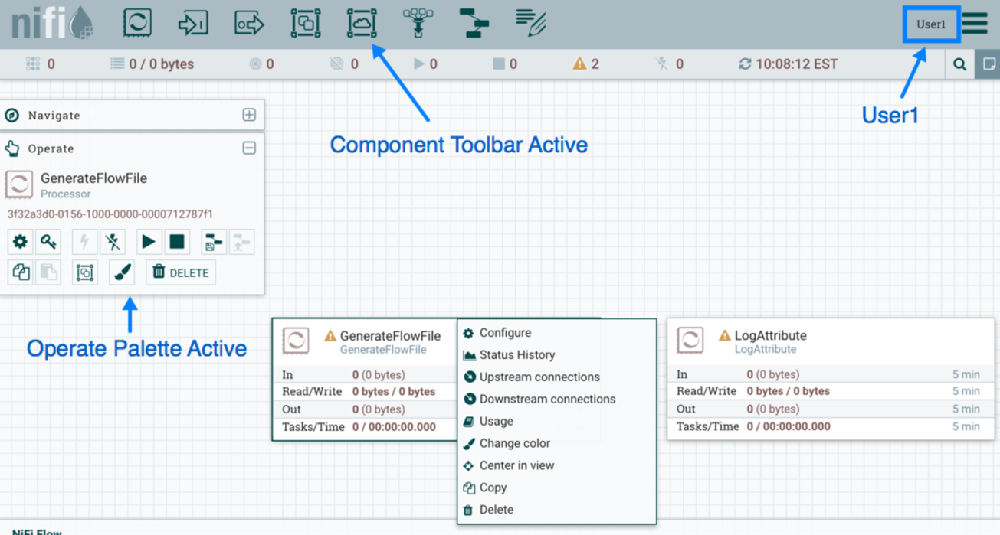 nifi
User1
0
0 / 0 bytes
0
0
0
0
2
0
10:08:12 EST
User1
Component Toolbar Active
Navigate
Operate
GenerateFlowFile
Processor
3f32a3d0-0156-1000-0000-0000712787f1
DELETE
Operate Palette Active
GenerateFlowFile
GenerateFlowFile
In 0 (0 bytes)
Read/Write 0 bytes / 0 bytes
Out 0 (0 bytes)
Tasks/Time 0 / 00:00:00.000
Configure
Status History
Upstream connections
Downstream connections
Usage
Change color
Center in view
Copy
Delete
LogAttribute
LogAttribute
In 0 (0 bytes) 5 min
Read/Write 0 bytes / 0 bytes 5 min
Out 0 (0 bytes) 5 min
Tasks/Time 0 / 00:00:00.000 5 min
NiFi Flow